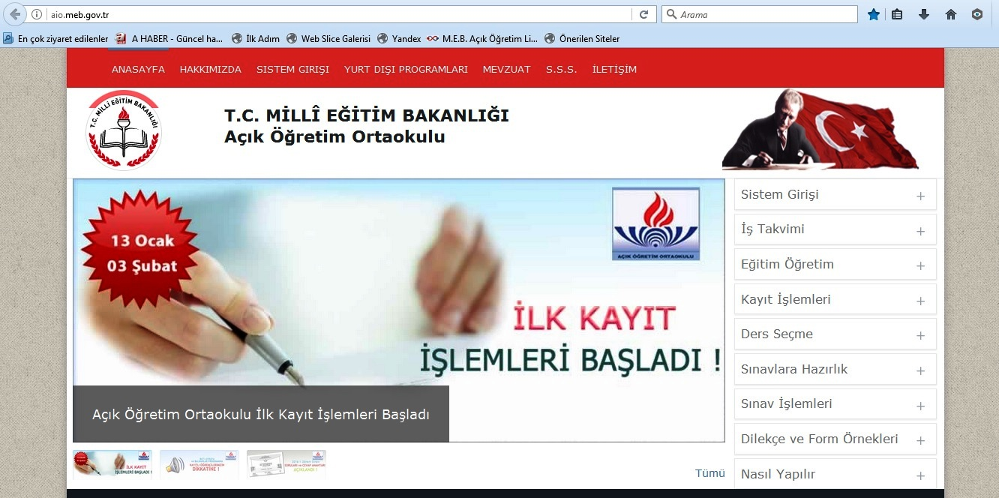 aio.meb.gov.tr
Arama
En çok ziyaret edilenler
A HABER - Güncel ha...
İlk Adım
Web Slice Galerisi
Yandex
M.E.B. Açık Öğretim Li...
Önerilen Siteler
ANASAYFA
HAKKIMIZDA
SISTEM GIRIŞI
YURT DIŞI PROGRAMLARI
MEVZUAT
S.S.S.
İLETİŞİM
T.C. MİLLÎ EĞİTİM BAKANLIĞI
T.C. MİLLÎ EĞİTİM BAKANLIĞI
Açık Öğretim Ortaokulu
13 Ocak
03 Şubat
AÇIK ÖĞRETİM ORTAOKULU
İLK KAYIT
İŞLEMLERİ BAŞLADI !
Açık Öğretim Ortaokulu İlk Kayıt İşlemleri Başladı
İLK KAYIT
İŞLEMLERİ BAŞLADI !
DİKKATİNE !
AÇIKLANDI !
Tümü
Sistem Girişi
İş Takvimi
Eğitim Öğretim
Kayıt İşlemleri
Ders Seçme
Sınavlara Hazırlık
Sınav İşlemleri
Dilekçe ve Form Örnekleri
Nasıl Yapılır